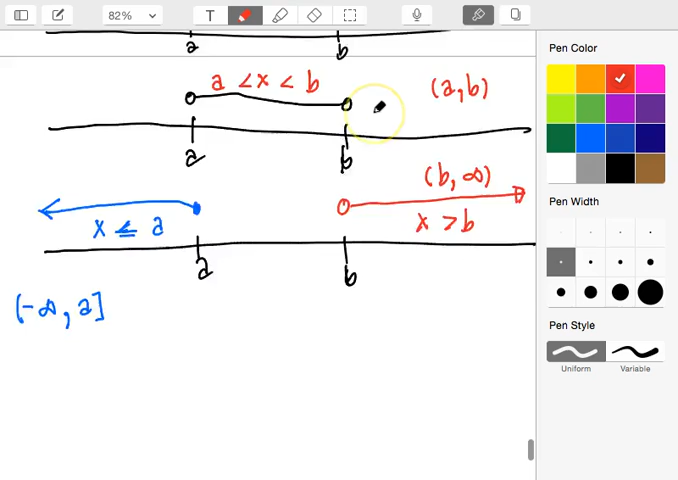 82%
T
a
b
a < x < b
(a, b)
a
b
(b, ∞)
x ≤ a
x > b
a
b
(-∞, a]
Pen Color
Pen Width
Pen Style
Uniform
Variable